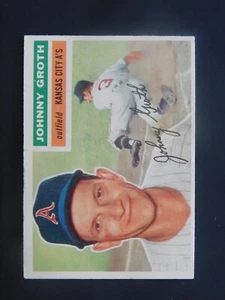 JOHNNY GROTH
outfield KANSAS CITY A'S
Johnny Groth
A